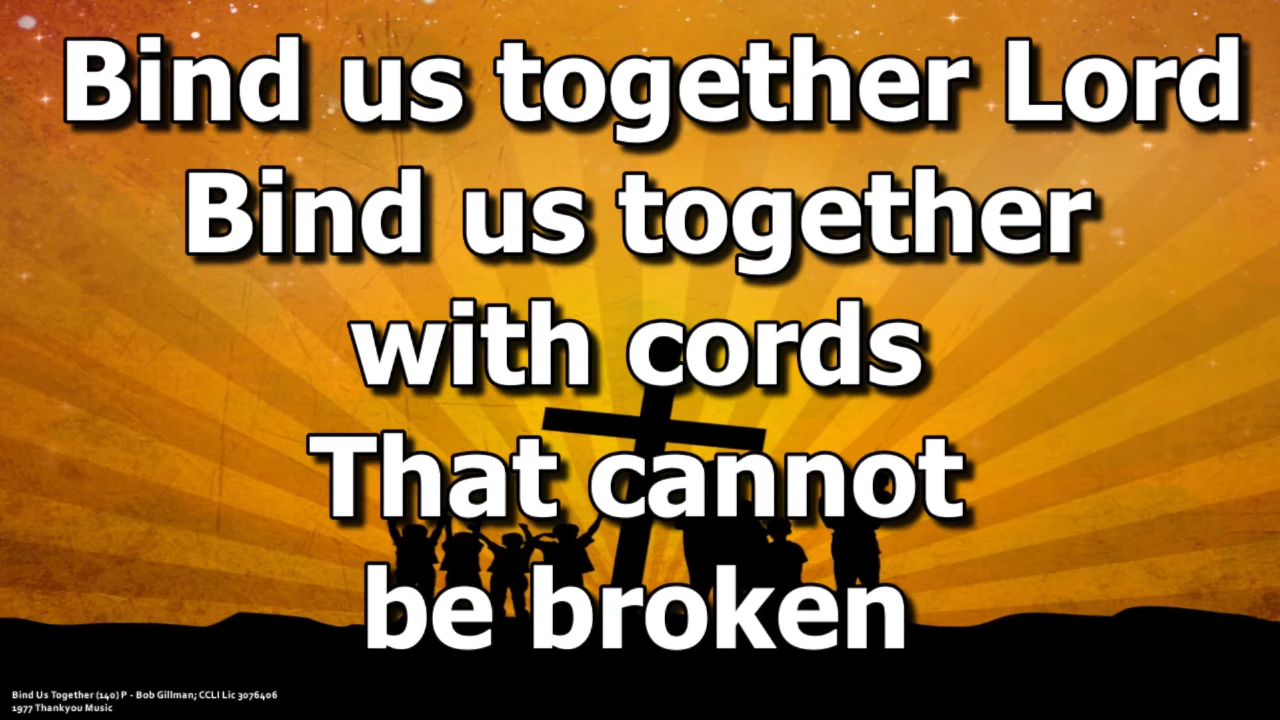 Bind us together Lord
Bind us together
with cords
That cannot
be broken
Bind Us Together (140) P - Bob Gillman; CCLI Lic 3076406
1977 Thankyou Music